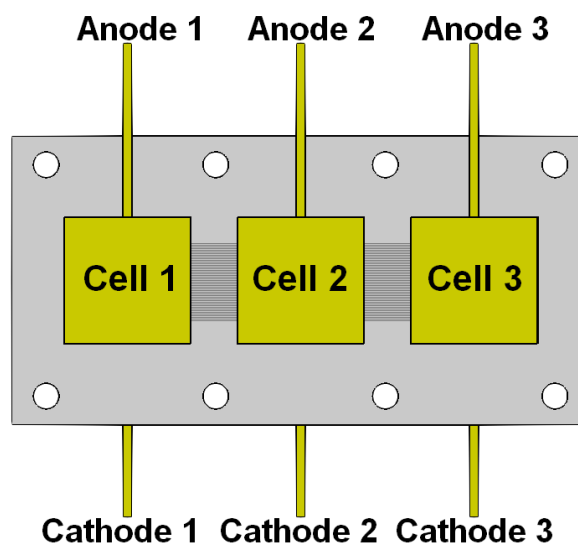 Anode 1 Anode 2 Anode 3
Cell 1 Cell 2 Cell 3
Cathode 1 Cathode 2 Cathode 3